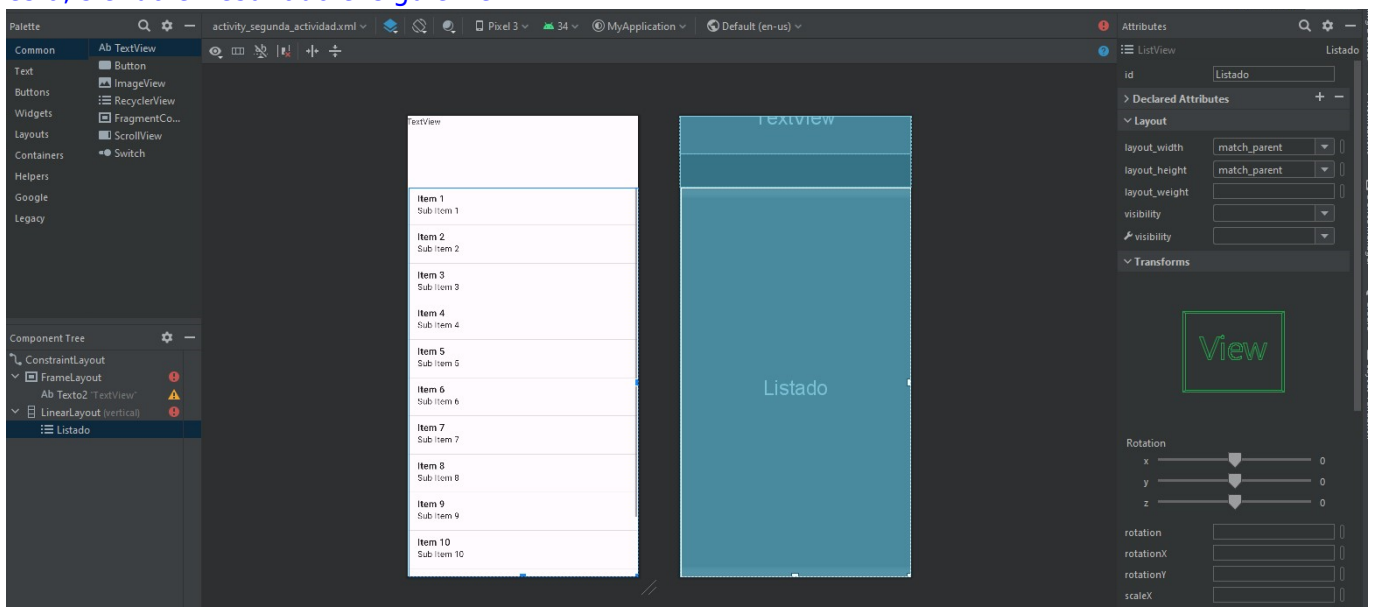 Palette
activity_segunda_actividad.xml
Pixel 3
34
MyApplication
Default (en-us)
Attributes
Common
Text
Buttons
Widgets
Layouts
Containers
Helpers
Google
Legacy
Ab TextView
Button
ImageView
RecyclerView
FragmentCo...
ScrollView
Switch
Component Tree
ConstraintLayout
FrameLayout
Ab Texto2 "TextView"
LinearLayout (vertical)
Listado
TextView
Item 1
Sub Item 1
Item 2
Sub Item 2
Item 3
Sub Item 3
Item 4
Sub Item 4
Item 5
Sub Item 5
Item 6
Sub Item 6
Item 7
Sub Item 7
Item 8
Sub Item 8
Item 9
Sub Item 9
Item 10
Sub Item 10
TextView
Listado
ListView Listado
id Listado
Declared Attributes
Layout
layout_width match_parent
layout_height match_parent
layout_weight
visibility
visibility
Transforms
View
Rotation
x 0
y 0
z 0
rotation
rotationX
rotationY
scaleX